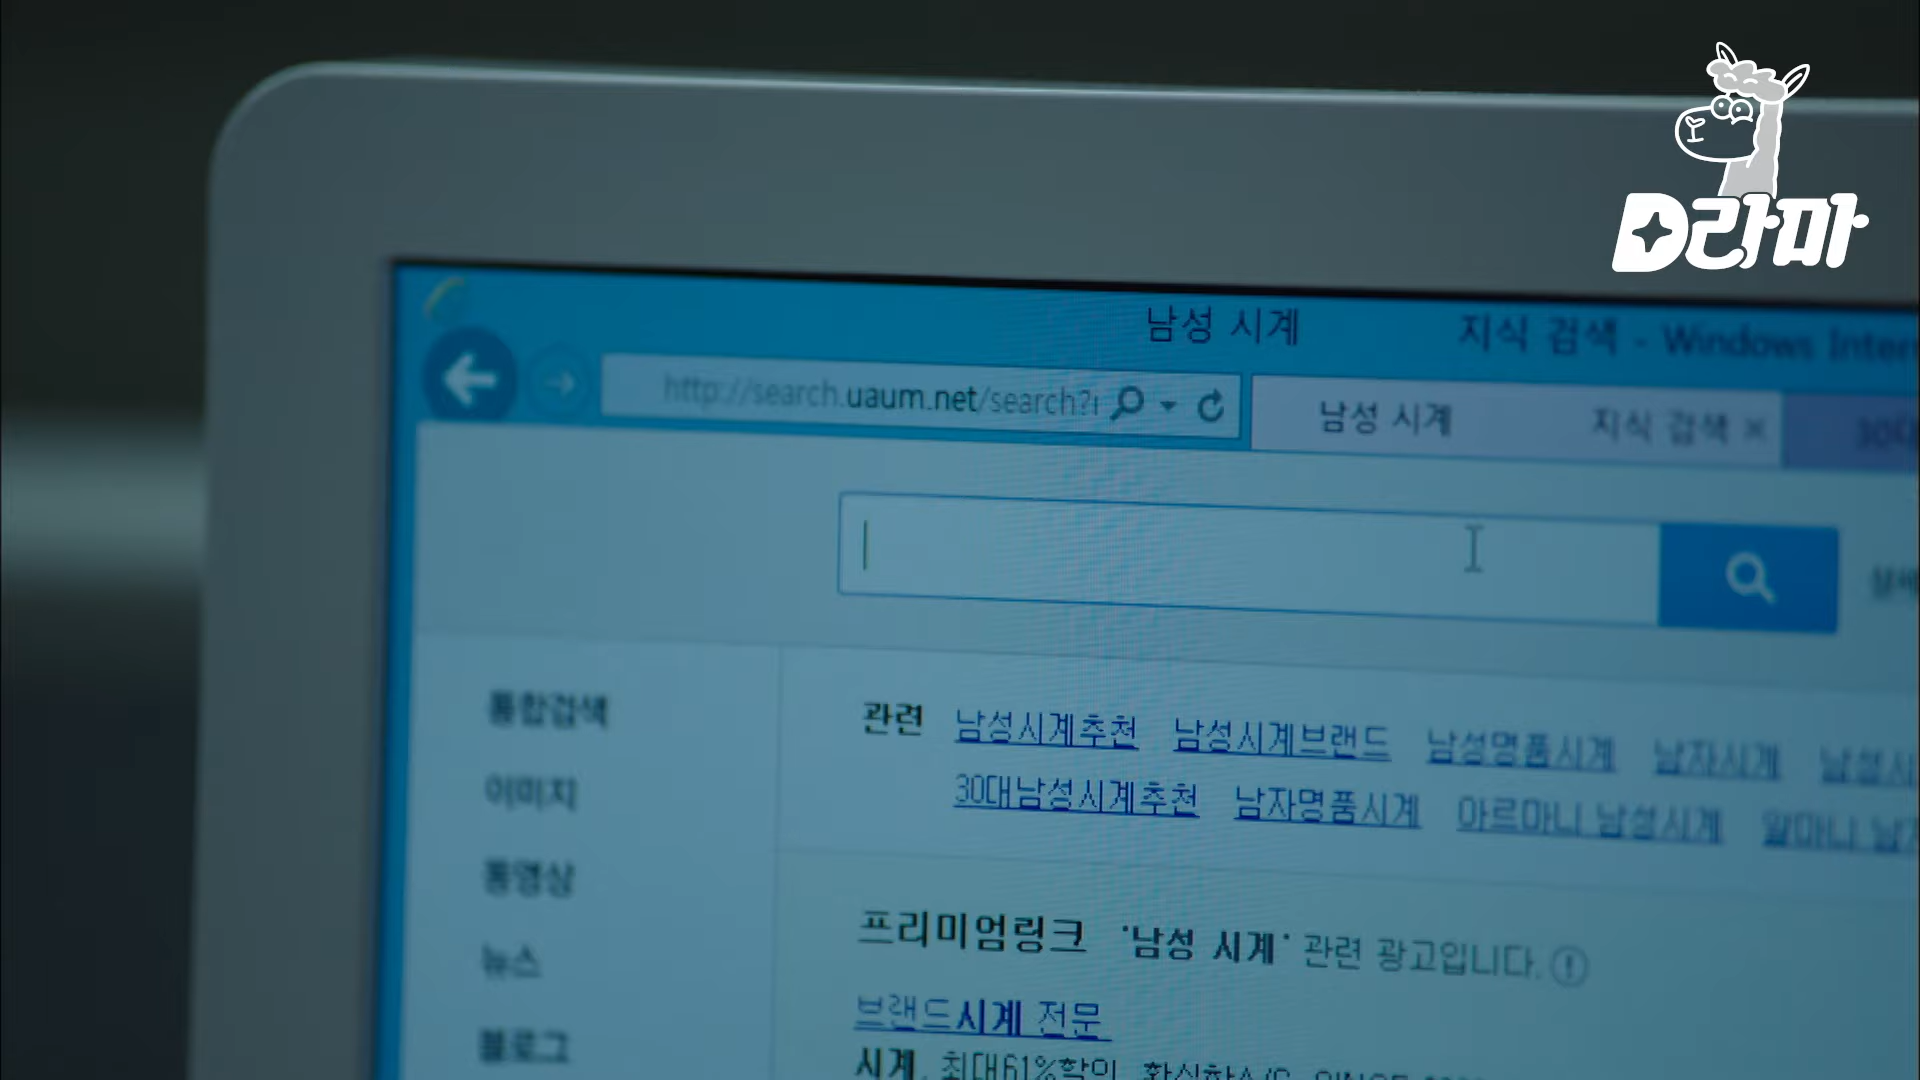 D라마
남성 시계 지식 검색 - Windows Inter
http://search.uaum.net/search?
남성 시계 지식 검색 ×
통합검색
이미지
동영상
뉴스
블로그
관련 남성시계추천 남성시계브랜드 남성명품시계 남자시계
30대남성시계추천 남자명품시계 아르마니 남성시계
프리미엄링크 '남성 시계' 관련 광고입니다.
브랜드시계 전문
시계, 최대61%할인